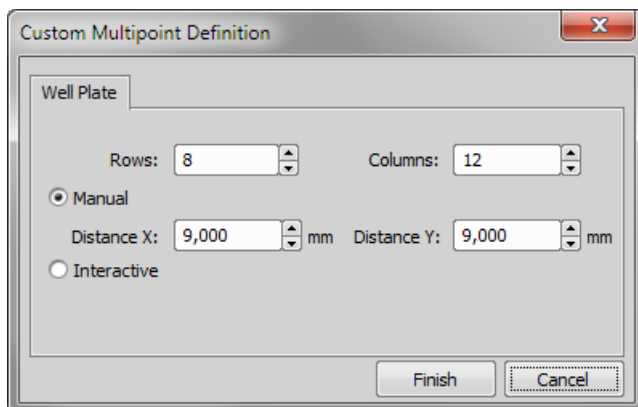 Custom Multipoint Definition
Well Plate
Rows: 8 Columns: 12
Manual
Distance X: 9,000 mm Distance Y: 9,000 mm
Interactive
Finish Cancel